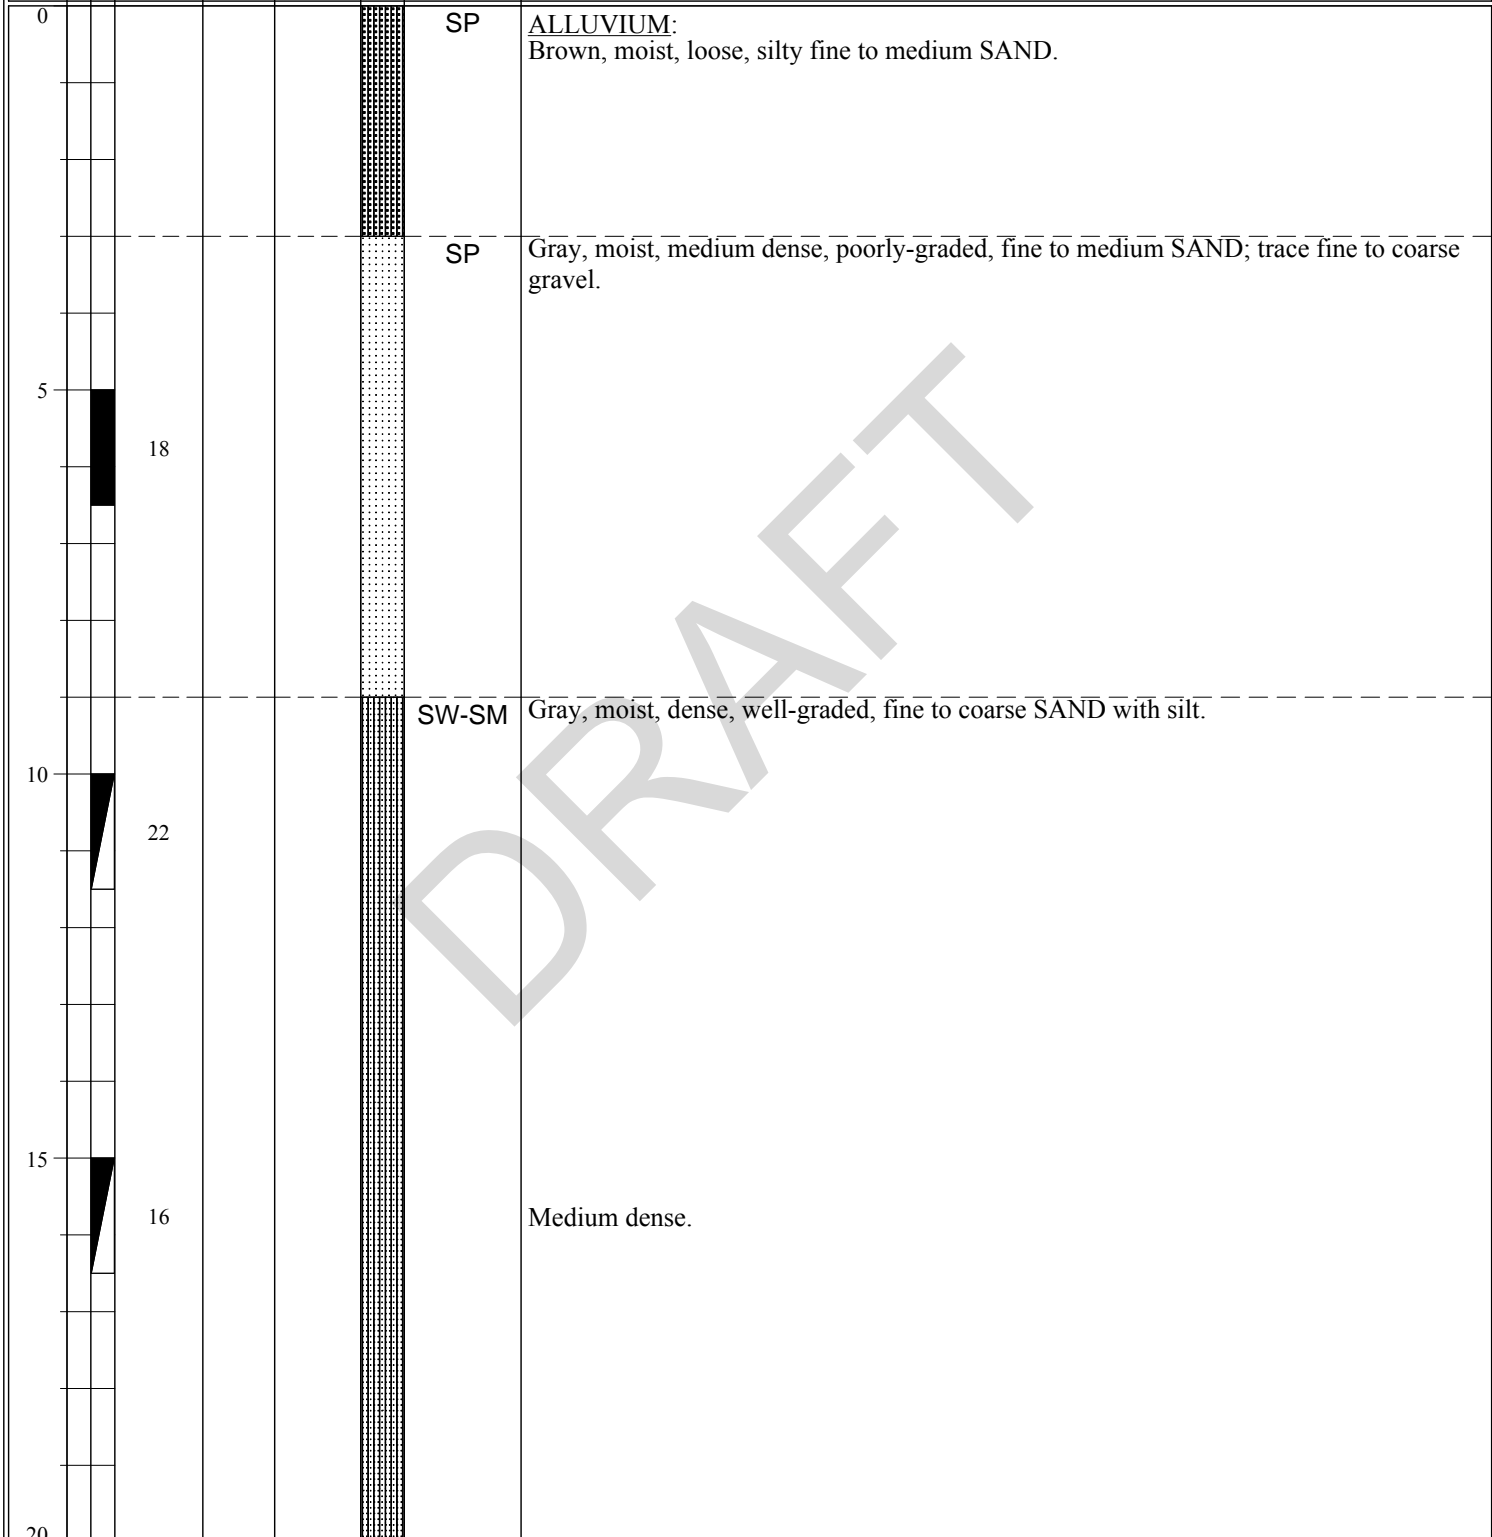 0
SP
ALLUVIUM:
Brown, moist, loose, silty fine to medium SAND.
SP
Gray, moist, medium dense, poorly-graded, fine to medium SAND; trace fine to coarse
gravel.
5
18
SW-SM
Gray, moist, dense, well-graded, fine to coarse SAND with silt.
10
22
15
16
Medium dense.
20
DRAFT